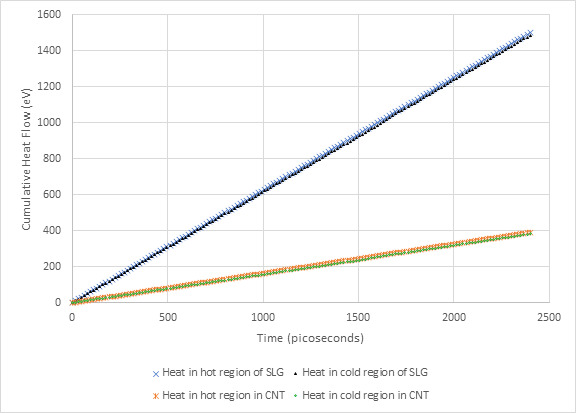 1600
1400
1200
1000
800
600
400
200
0
Cumulative Heat Flow (eV)
0 500 1000 1500 2000 2500
Time (picoseconds)
Heat in hot region of SLG Heat in cold region of SLG
Heat in hot region in CNT Heat in cold region in CNT